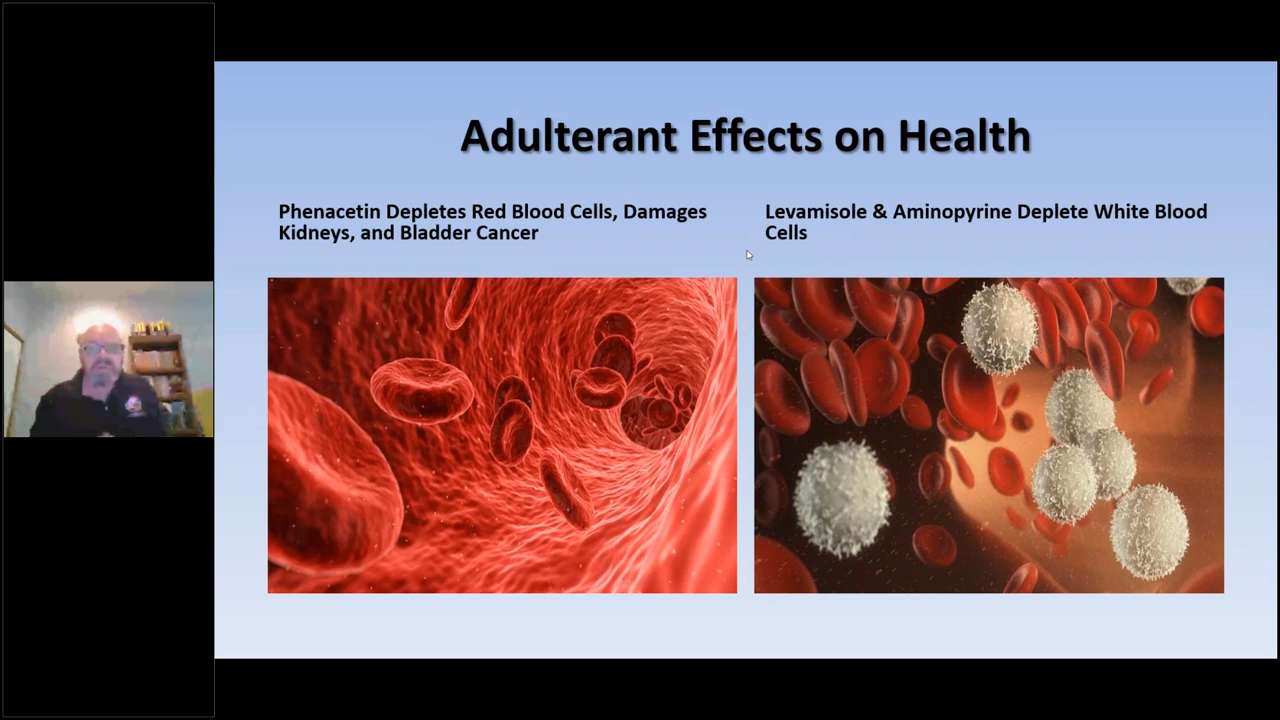 Adulterant Effects on Health
Phenacetin Depletes Red Blood Cells, Damages
Kidneys, and Bladder Cancer
Levamisole & Aminopyrine Deplete White Blood
Cells